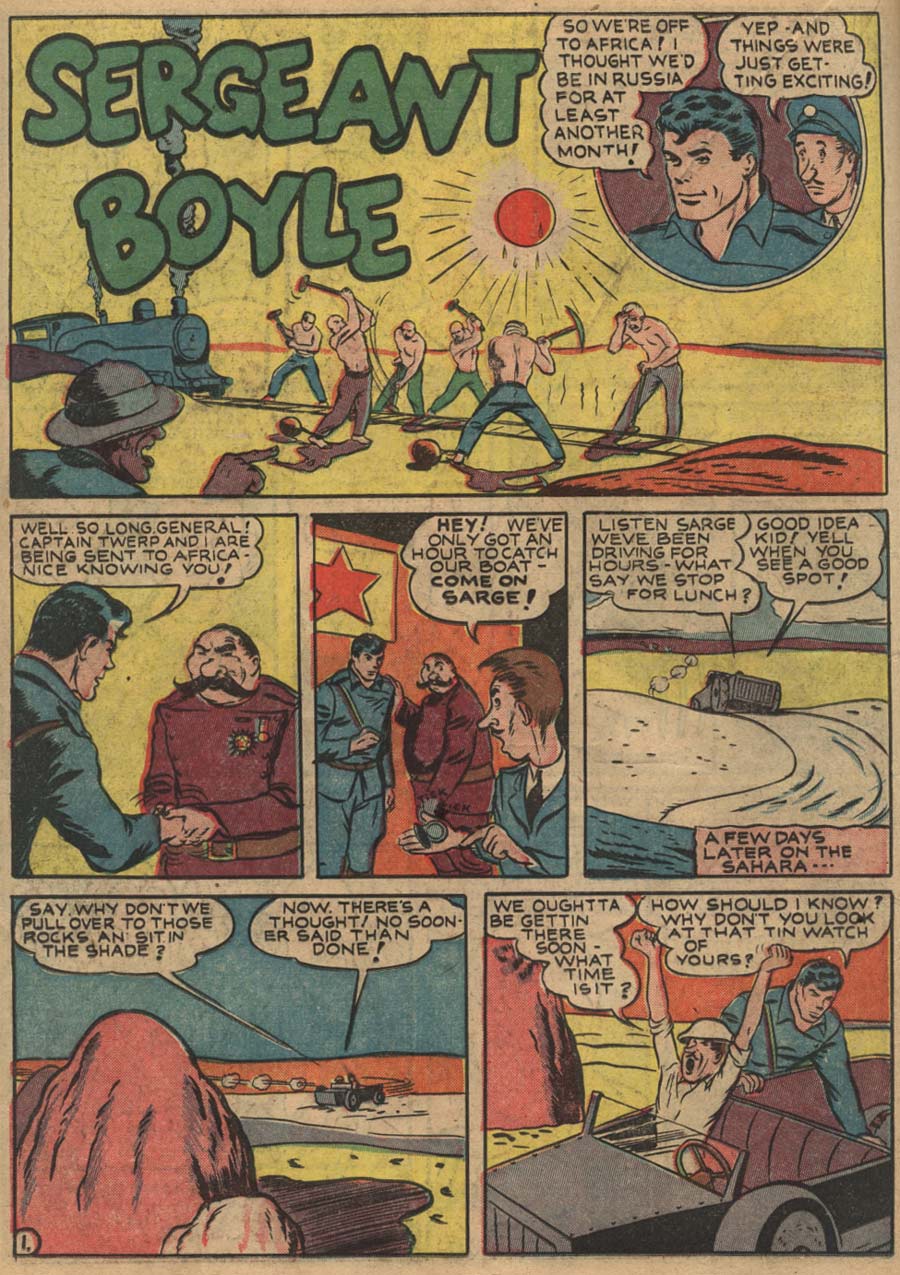 SERGEANT
BOYLE
SO WE'RE OFF
TO AFRICA! I
THOUGHT WE'D
BE IN RUSSIA
FOR AT
LEAST
ANOTHER
MONTH!
YEP - AND
THINGS WERE
JUST GET-
TING EXCITING!
2
WELL SO LONG, GENERAL!
CAPTAIN TWERP AND I ARE
BEING SENT TO AFRICA-
NICE KNOWING YOU!
HEY! WE'VE
ONLY GOT AN
HOUR TO CATCH
OUR BOAT-
COME ON
SARGE!
LISTEN SARGE
WE'VE BEEN
DRIVING FOR
HOURS - WHAT
SAY WE STOP
FOR LUNCH?
GOOD IDEA
KID! YELL
WHEN YOU
SEE A GOOD
SPOT!
A FEW DAYS
LATER ON THE
SAHARA---
SAY, WHY DON'T WE
PULL OVER TO THOSE
ROCKS AN' SIT IN
THE SHADE?
NOW, THERE'S A
THOUGHT! NO SOON-
ER SAID THAN
DONE!
WE OUGHTTA
BE GETTIN
THERE
SOON -
WHAT
TIME
IS IT?
HOW SHOULD I KNOW?
WHY DON'T YOU LOOK
AT THAT TIN WATCH
OF
YOURS?
1.